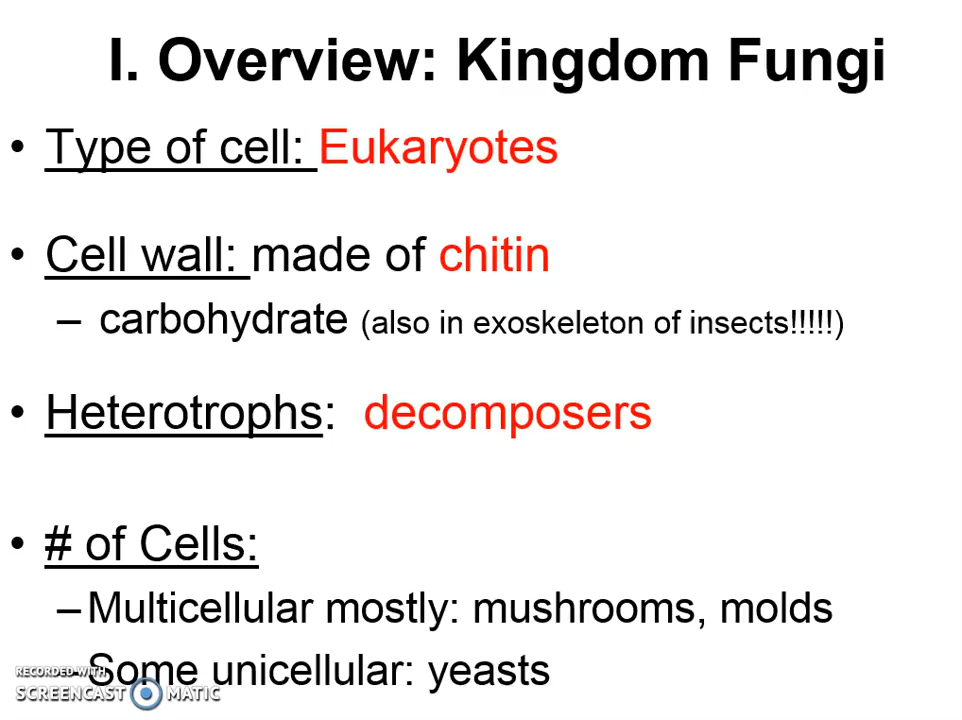 I. Overview: Kingdom Fungi
• Type of cell: Eukaryotes
• Cell wall: made of chitin
– carbohydrate (also in exoskeleton of insects!!!!!)
• Heterotrophs: decomposers
• # of Cells:
– Multicellular mostly: mushrooms, molds
– Some unicellular: yeasts
RECORDED WITH
SCREENCAST MATIC